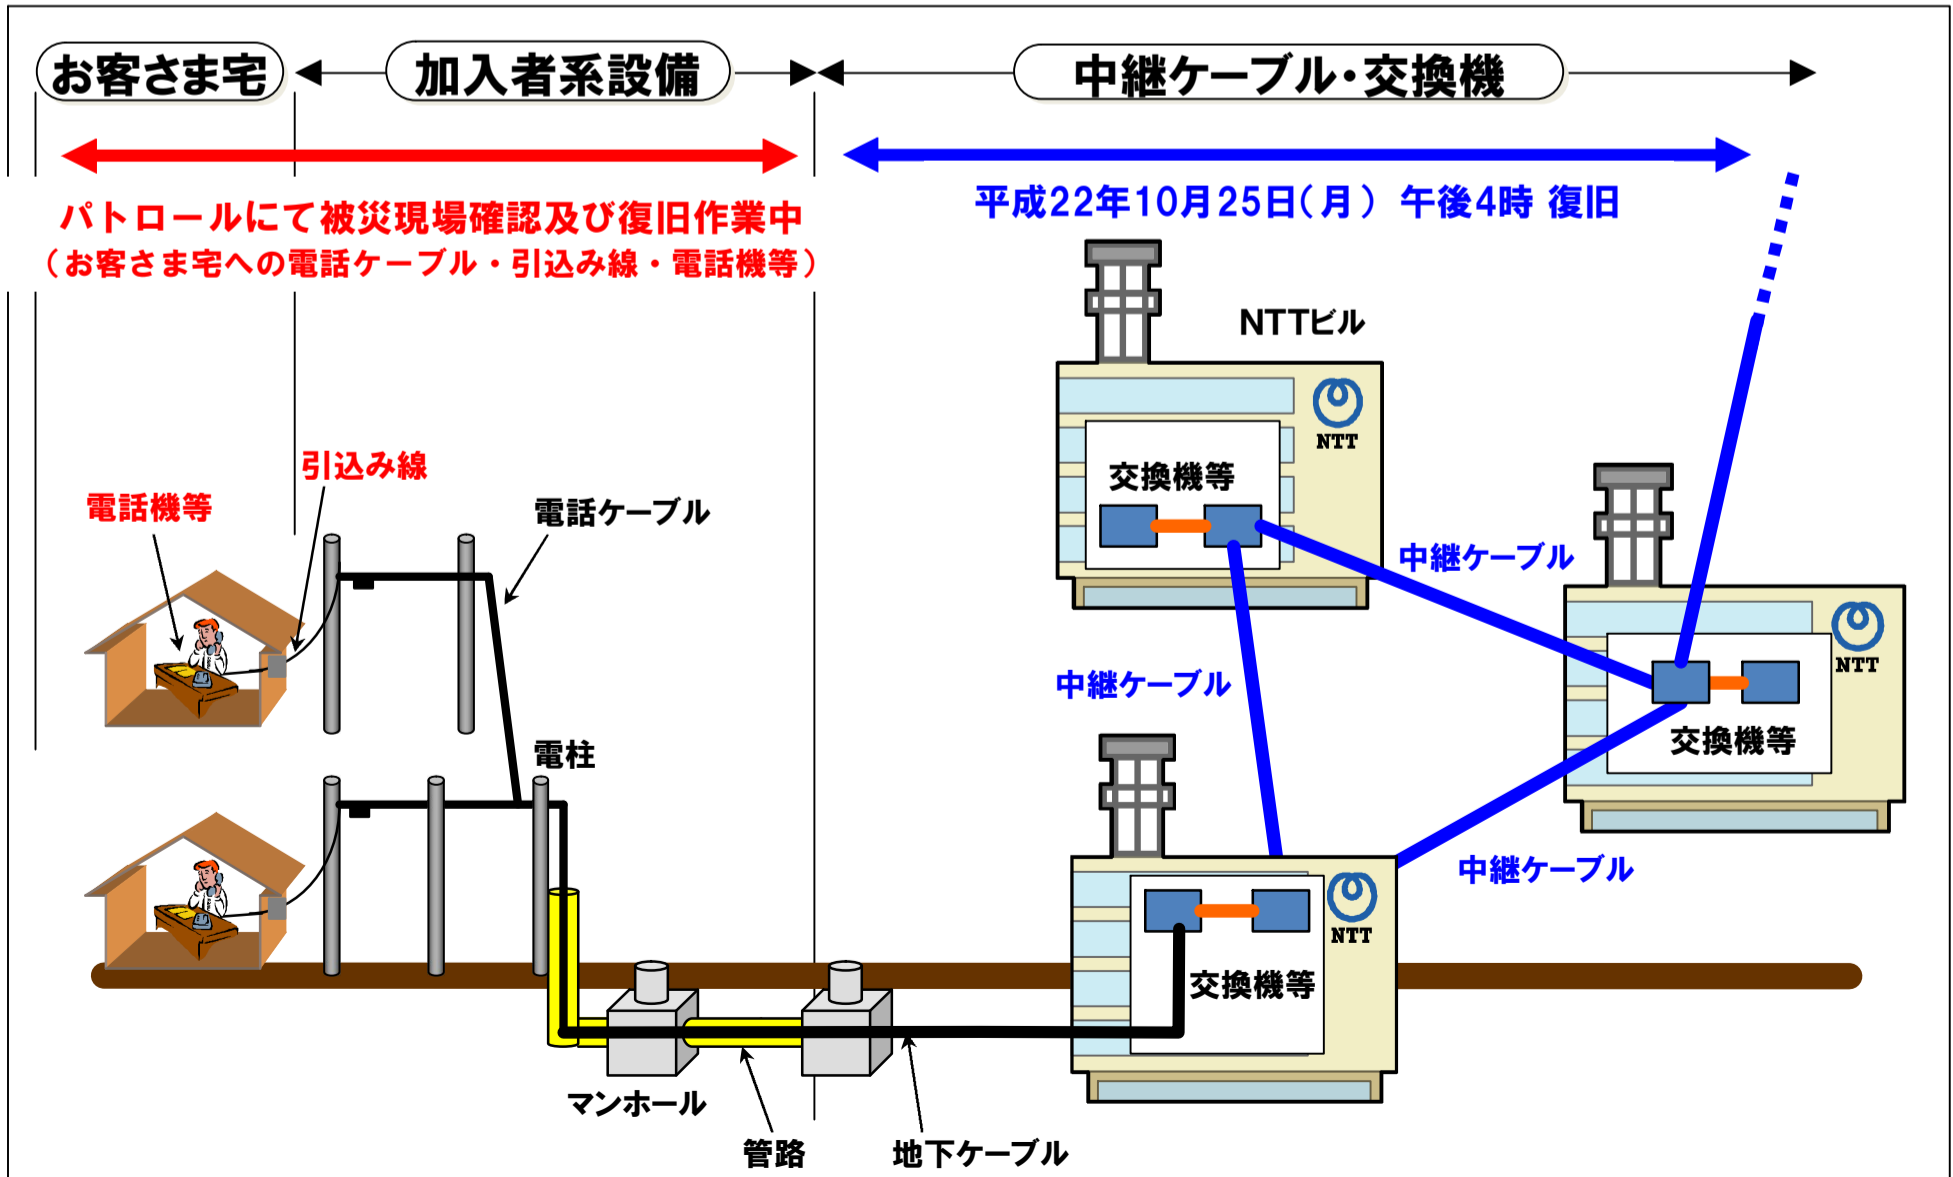 お客さま宅
加入者系設備
中継ケーブル・交換機
パトロールにて被災現場確認及び復旧作業中
（お客さま宅への電話ケーブル・引込み線・電話機等）
平成22年10月25日（月） 午後4時 復旧
NTTビル
NTT
交換機等
引込み線
電話機等
電話ケーブル
中継ケーブル
NTT
中継ケーブル
交換機等
電柱
中継ケーブル
NTT
交換機等
マンホール
管路
地下ケーブル